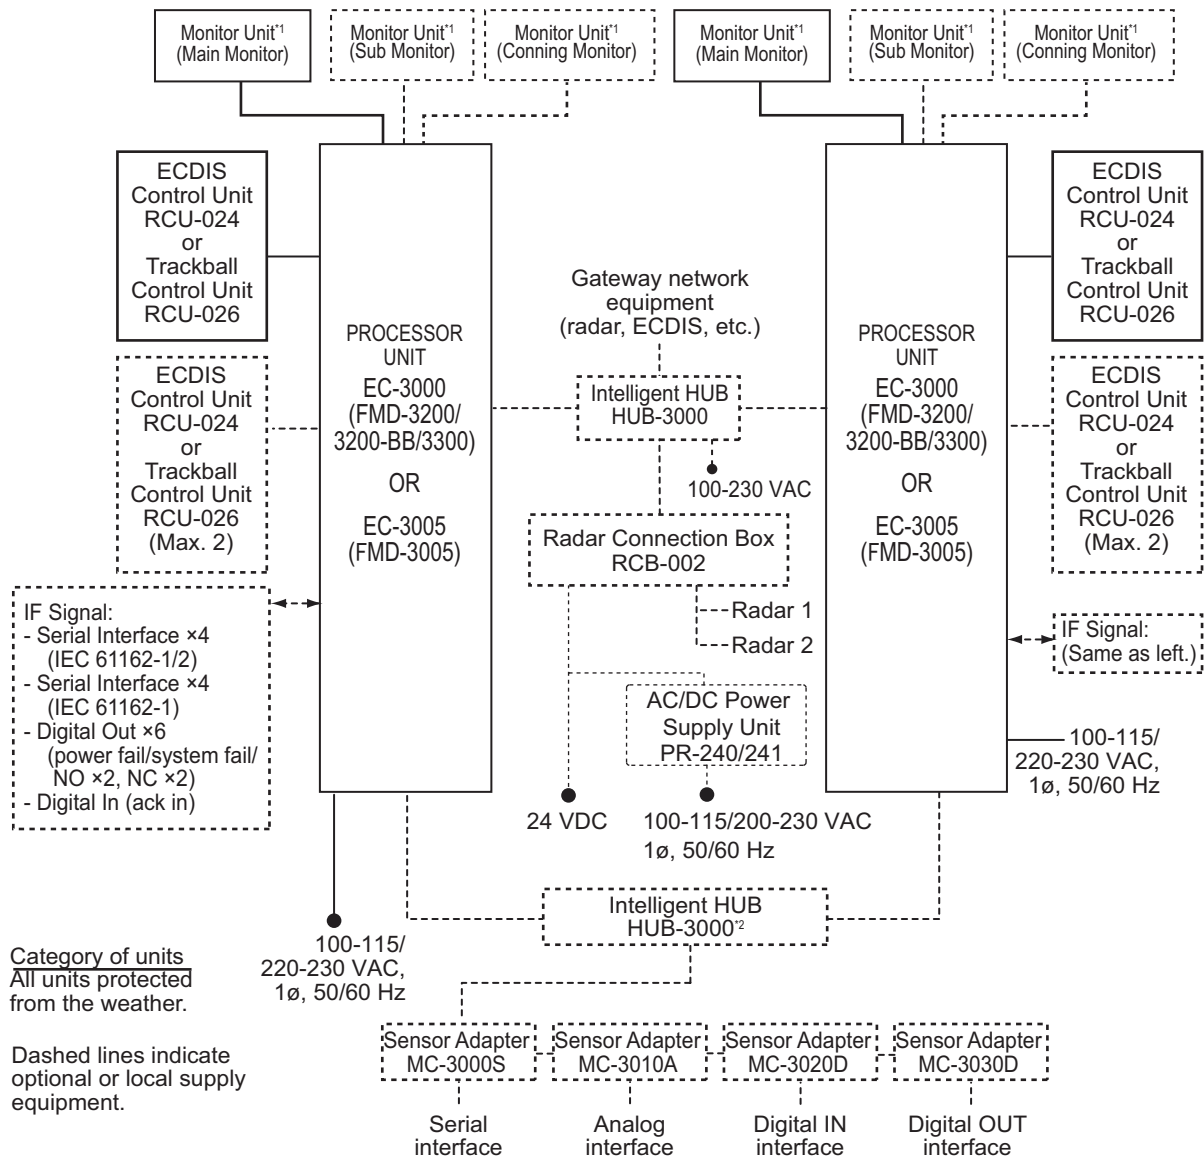 Monitor Unit*1
(Main Monitor)
Monitor Unit*1
(Sub Monitor)
Monitor Unit*1
(Conning Monitor)
Monitor Unit*1
(Main Monitor)
Monitor Unit*1
(Sub Monitor)
Monitor Unit*1
(Conning Monitor)
ECDIS
Control Unit
RCU-024
or
Trackball
Control Unit
RCU-026
ECDIS
Control Unit
RCU-024
or
Trackball
Control Unit
RCU-026
(Max. 2)
IF Signal:
- Serial Interface ×4
(IEC 61162-1/2)
- Serial Interface ×4
(IEC 61162-1)
- Digital Out ×6
(power fail/system fail/
NO ×2, NC ×2)
- Digital In (ack in)
PROCESSOR
UNIT
EC-3000
(FMD-3200/
3200-BB/3300)
OR
EC-3005
(FMD-3005)
Gateway network
equipment
(radar, ECDIS, etc.)
Intelligent HUB
HUB-3000
100-230 VAC
Radar Connection Box
RCB-002
Radar 1
Radar 2
AC/DC Power
Supply Unit
PR-240/241
24 VDC
100-115/200-230 VAC
1ø, 50/60 Hz
PROCESSOR
UNIT
EC-3000
(FMD-3200/
3200-BB/3300)
OR
EC-3005
(FMD-3005)
ECDIS
Control Unit
RCU-024
or
Trackball
Control Unit
RCU-026
ECDIS
Control Unit
RCU-024
or
Trackball
Control Unit
RCU-026
(Max. 2)
IF Signal:
(Same as left.)
100-115/
220-230 VAC,
1ø, 50/60 Hz
100-115/
220-230 VAC,
1ø, 50/60 Hz
Intelligent HUB
HUB-3000*2
Category of units
All units protected
from the weather.
Dashed lines indicate
optional or local supply
equipment.
Sensor Adapter
MC-3000S
Sensor Adapter
MC-3010A
Sensor Adapter
MC-3020D
Sensor Adapter
MC-3030D
Serial
interface
Analog
interface
Digital IN
interface
Digital OUT
interface